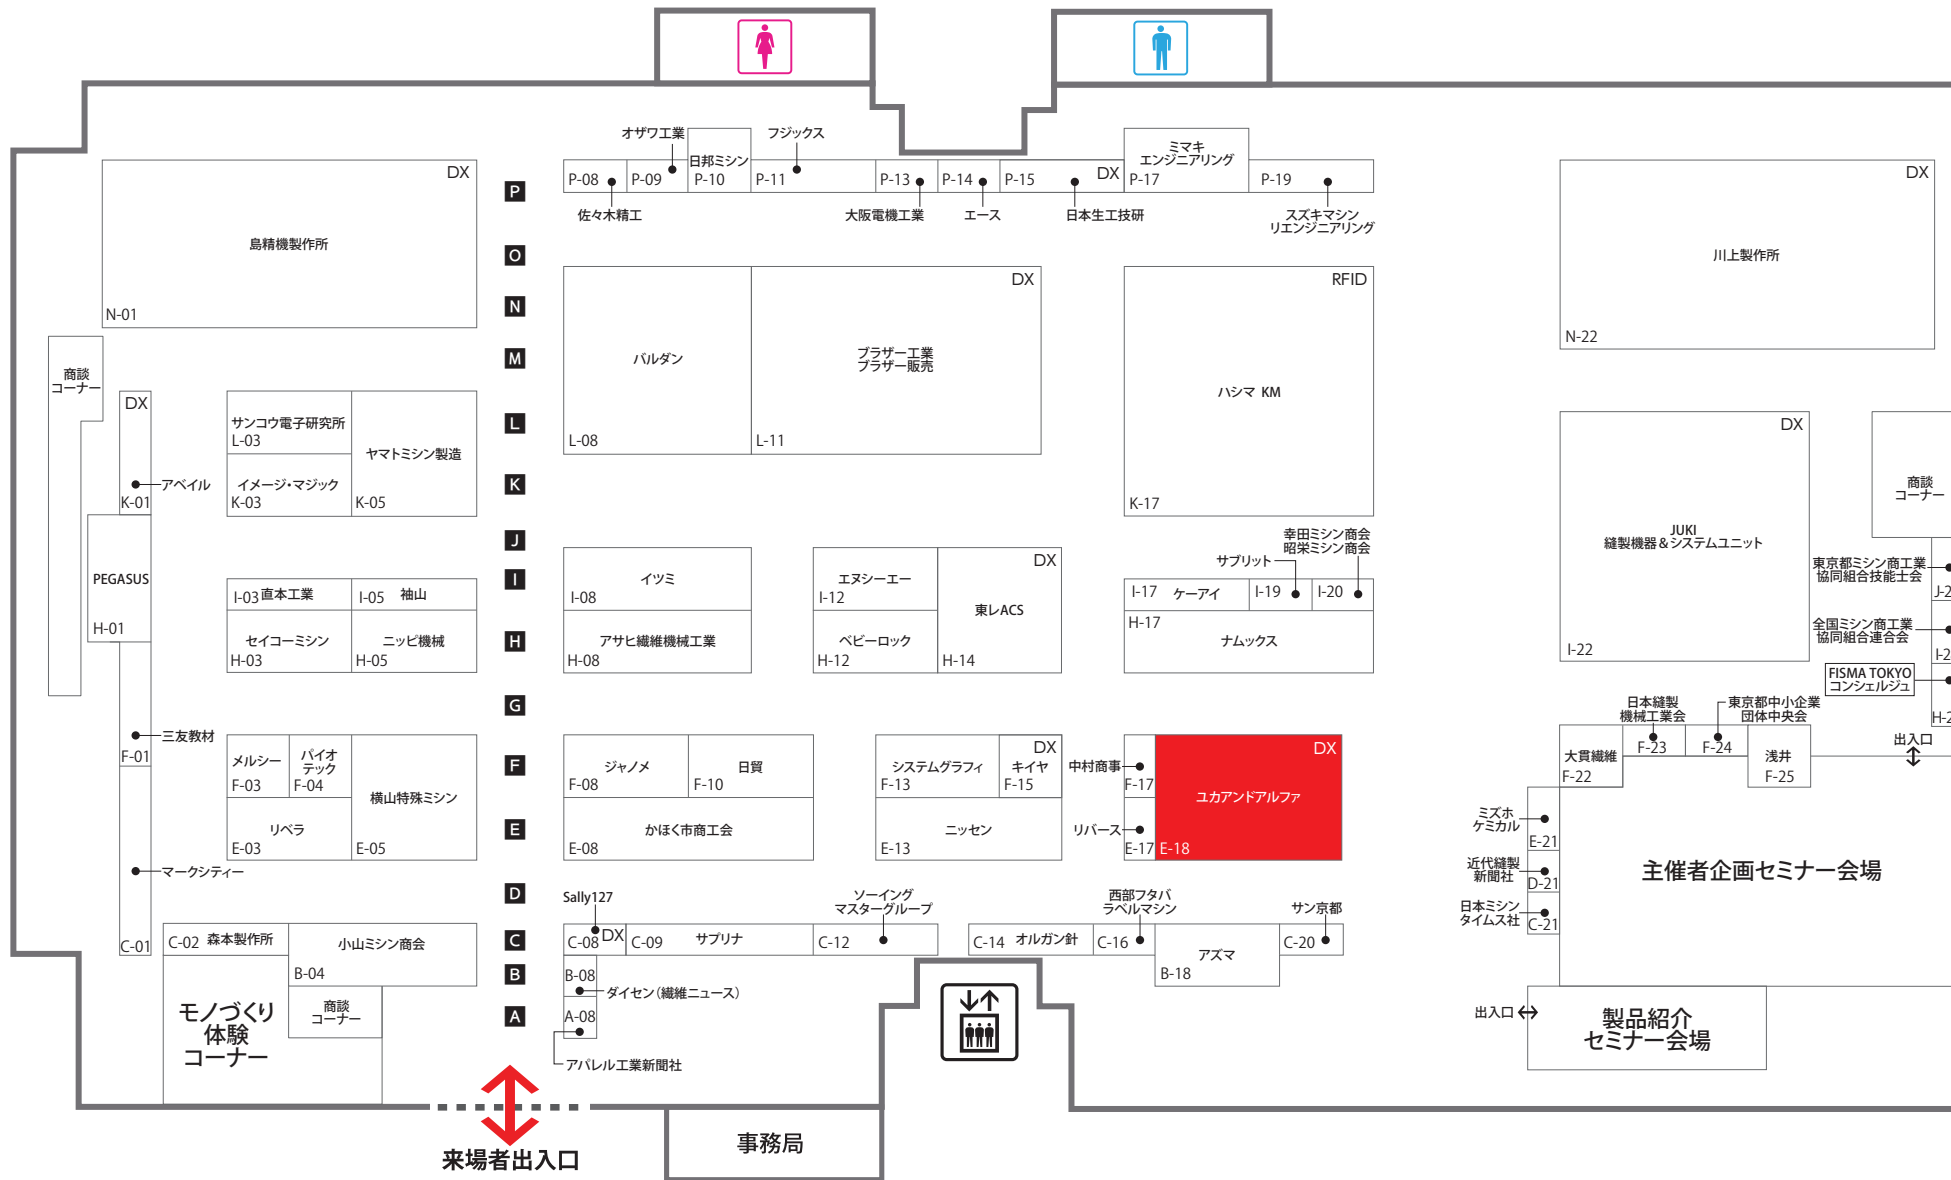 オザワ工業
フジックス
日邦ミシン
ミマキ
エンジニアリング
P
P-08
P-09
P-10
P-11
P-13
P-14
P-15
DX
P-17
P-19
佐々木精工
大阪電機工業
エース
日本生工技研
スズキマシン
リエンジニアリング
DX
島精機製作所
N-01
DX
川上製作所
N-22
O
N
M
L
K
J
I
H
G
F
E
D
C
B
A
バルダン
L-08
DX
ブラザー工業
ブラザー販売
L-11
RFID
ハシマ KM
K-17
商談
コーナー
DX
アベイル
K-01
サンコウ電子研究所
L-03
イメージ・マジック
K-03
ヤマトミシン製造
K-05
DX
JUKI
縫製機器&システムユニット
I-22
商談
コーナー
PEGASUS
H-01
I-03 直本工業
I-05 袖山
セイコーミシン
H-03
ニッピ機械
H-05
イツミ
I-08
アサヒ繊維機械工業
H-08
エヌシーエー
I-12
ベビーロック
H-12
DX
東レACS
H-14
幸田ミシン商会
昭栄ミシン商会
サブリット
I-17 ケーアイ
I-19
I-20
H-17
ナムックス
東京都ミシン商工業
協同組合技能士会
J-2
全国ミシン商工業
協同組合連合会
I-2
FISMA TOKYO
コンシェルジュ
H-2
三友教材
F-01
メルシー
F-03
パイオ
テック
F-04
横山特殊ミシン
E-05
リベラ
E-03
ジャノメ
F-08
日貿
F-10
かほく市商工会
E-08
システムグラフィ
F-13
DX
キイヤ
F-15
ニッセン
E-13
中村商事
F-17
リバース
E-17
DX
ユカアンドアルファ
E-18
日本縫製
機械工業会
F-23
東京都中小企業
団体中央会
F-24
大貫繊維
F-22
浅井
F-25
出入口
ミズホ
ケミカル
E-21
近代縫製
新聞社
D-21
日本ミシン
タイムス社
C-21
主催者企画セミナー会場
マークシティー
C-01
C-02 森本製作所
小山ミシン商会
B-04
商談
コーナー
モノづくり
体験
コーナー
Sally127
C-08
DX
C-09
サプリナ
ソーイング
マスターグループ
C-12
B-08
ダイセン(繊維ニュース)
A-08
アパレル工業新聞社
C-14 オルガン針
西部フタバ
ラベルマシン
C-16
アズマ
B-18
サン京都
C-20
出入口
製品紹介
セミナー会場
来場者出入口
事務局